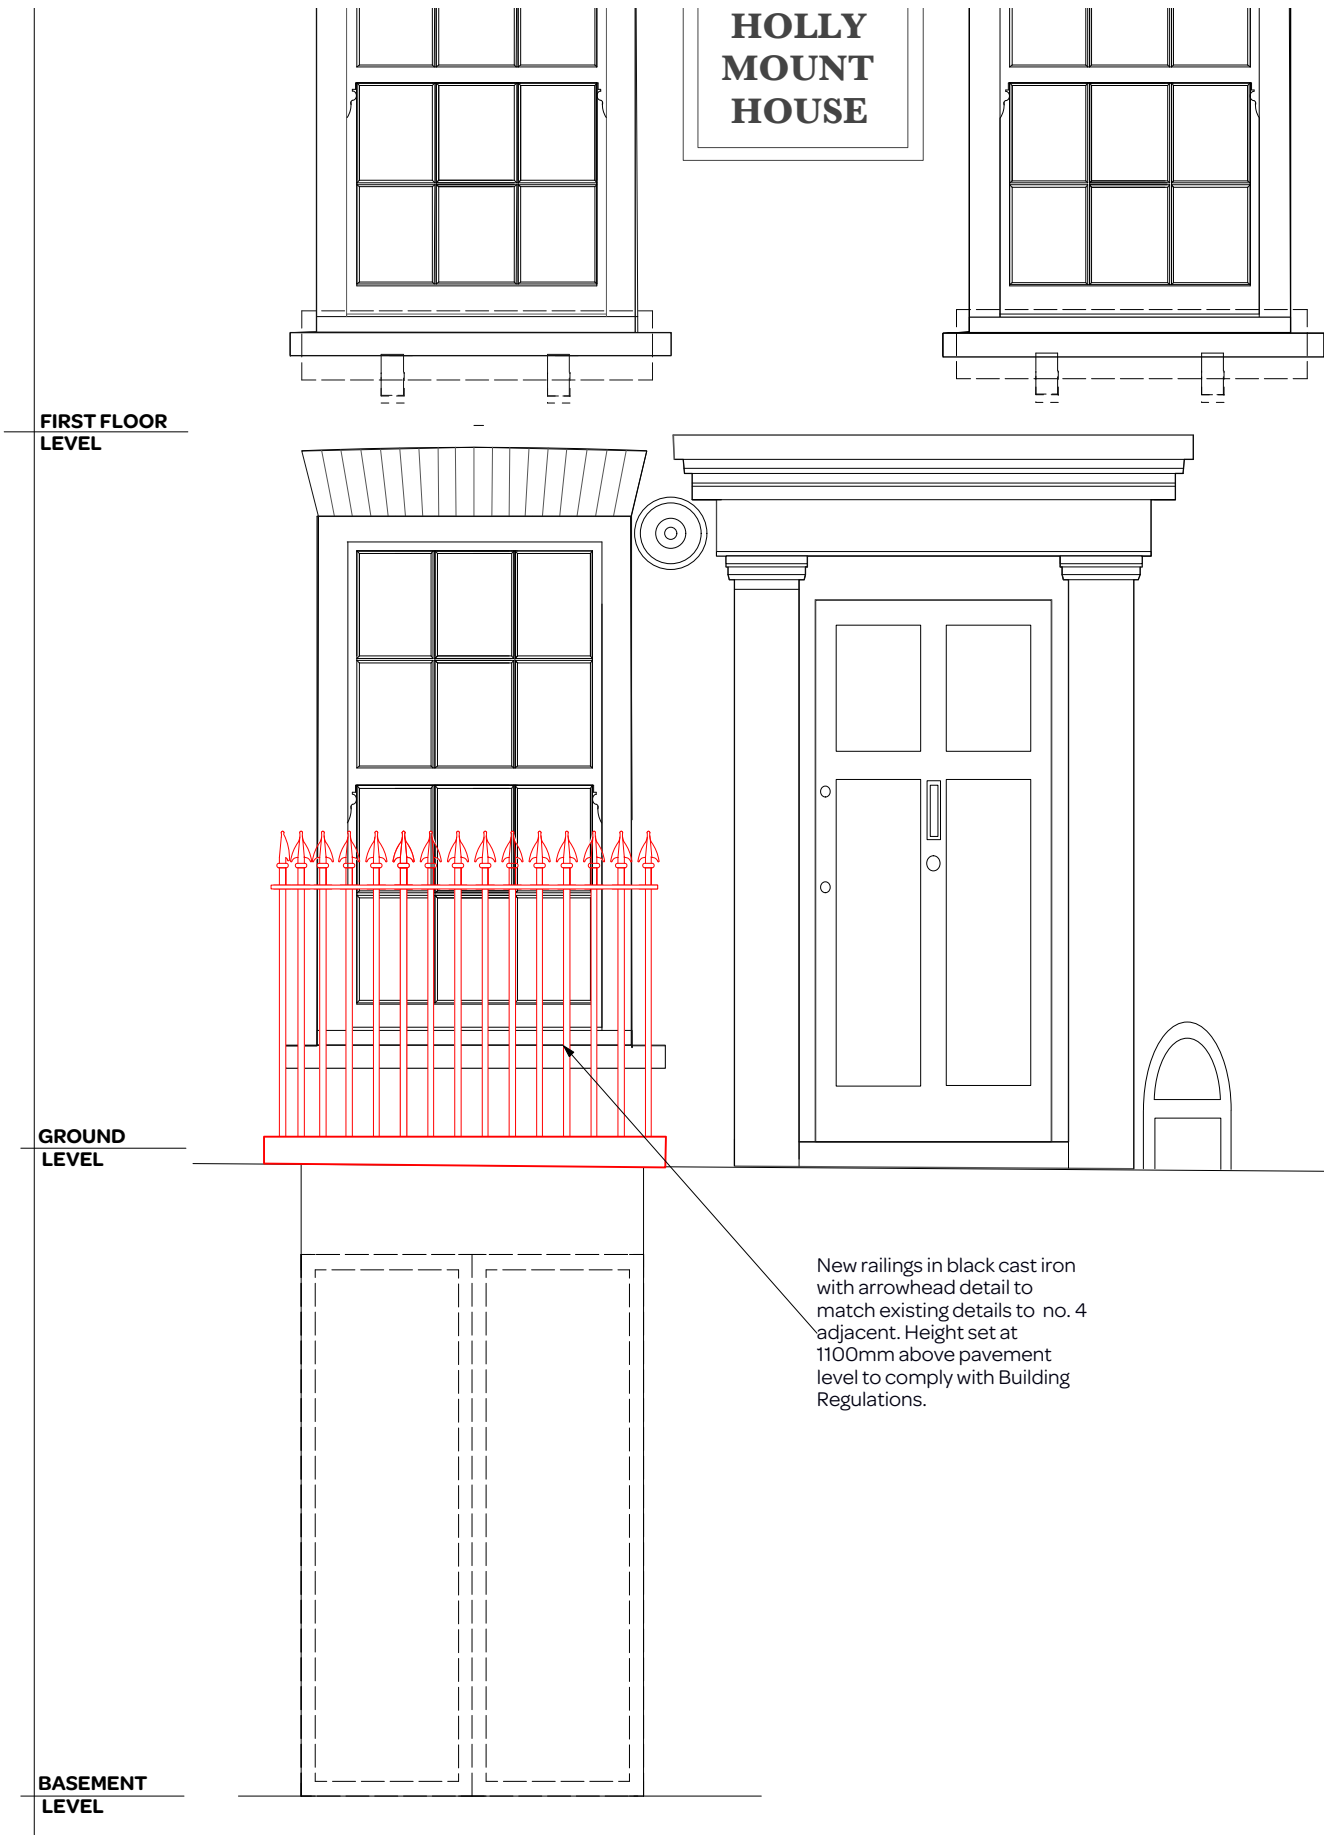 HOLLY
MOUNT
HOUSE
FIRST FLOOR
LEVEL
GROUND
LEVEL
New railings in black cast iron
with arrowhead detail to
match existing details to no. 4
adjacent. Height set at
1100mm above pavement
level to comply with Building
Regulations.
BASEMENT
LEVEL